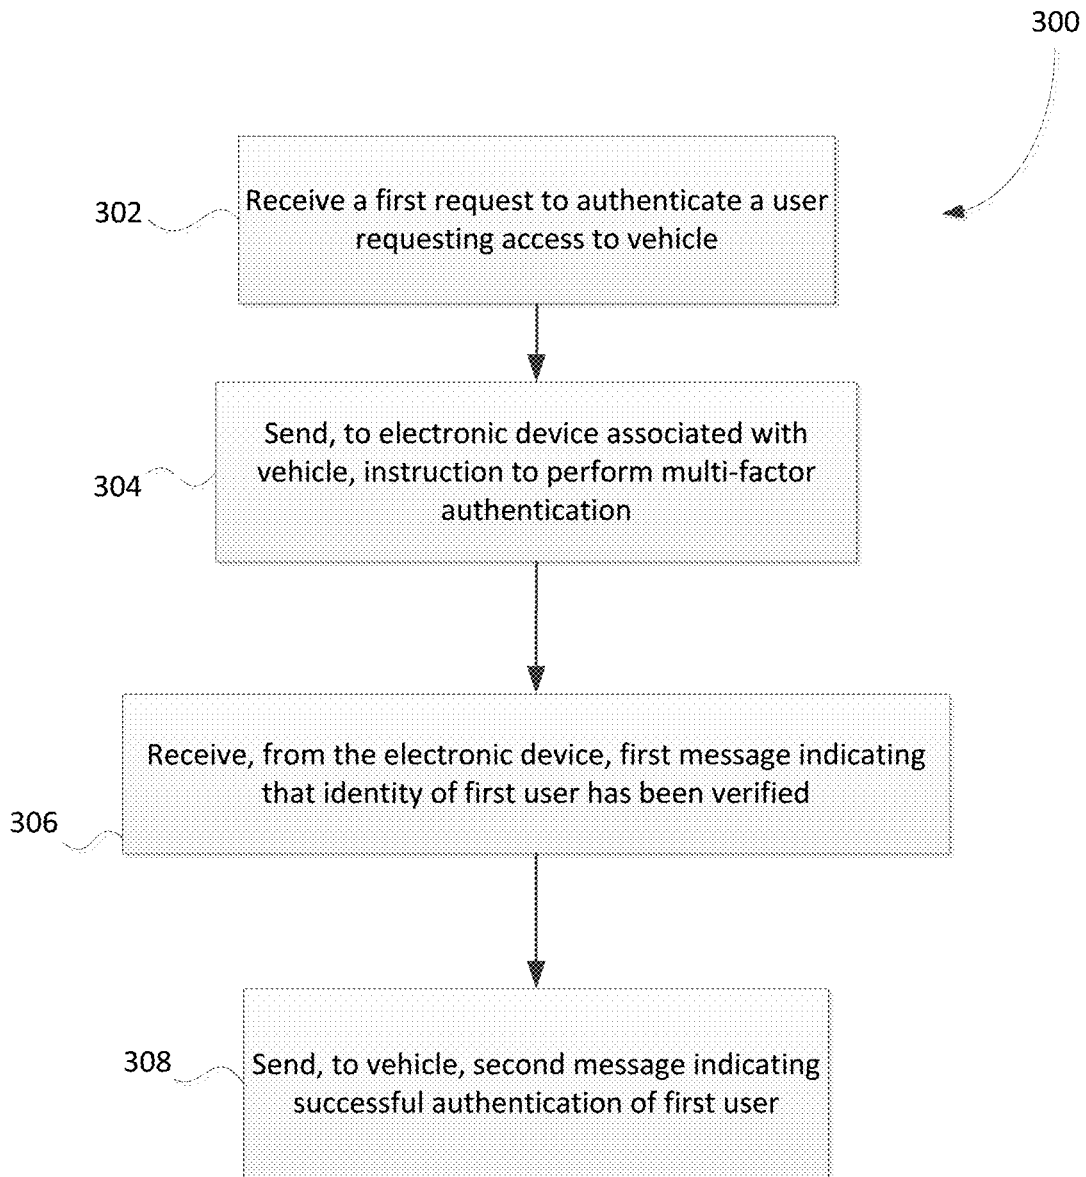 300
302
Receive a first request to authenticate a user
requesting access to vehicle
304
Send, to electronic device associated with
vehicle, instruction to perform multi-factor
authentication
306
Receive, from the electronic device, first message indicating
that identity of first user has been verified
308
Send, to vehicle, second message indicating
successful authentication of first user